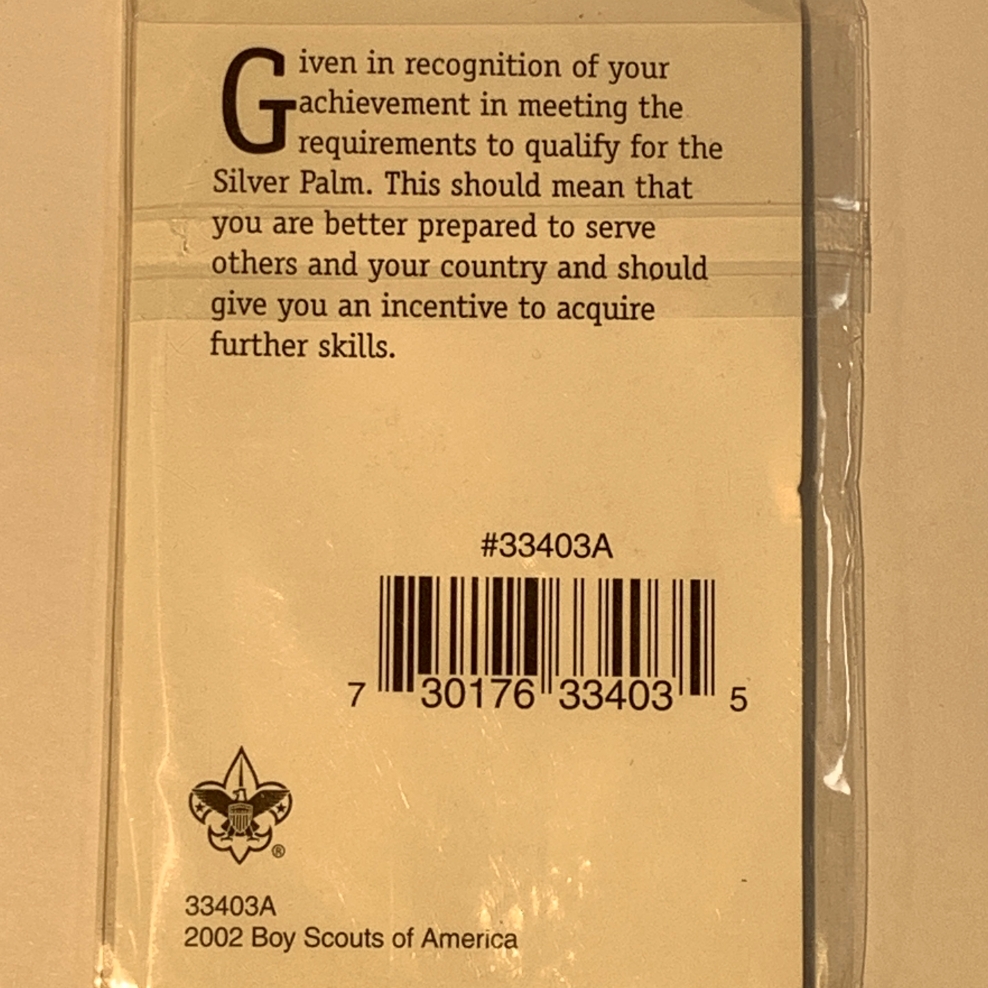 Given in recognition of your
achievement in meeting the
requirements to qualify for the
Silver Palm. This should mean that
you are better prepared to serve
others and your country and should
give you an incentive to acquire
further skills.
#33403A
7 30176 33403 5
®
33403A
2002 Boy Scouts of America